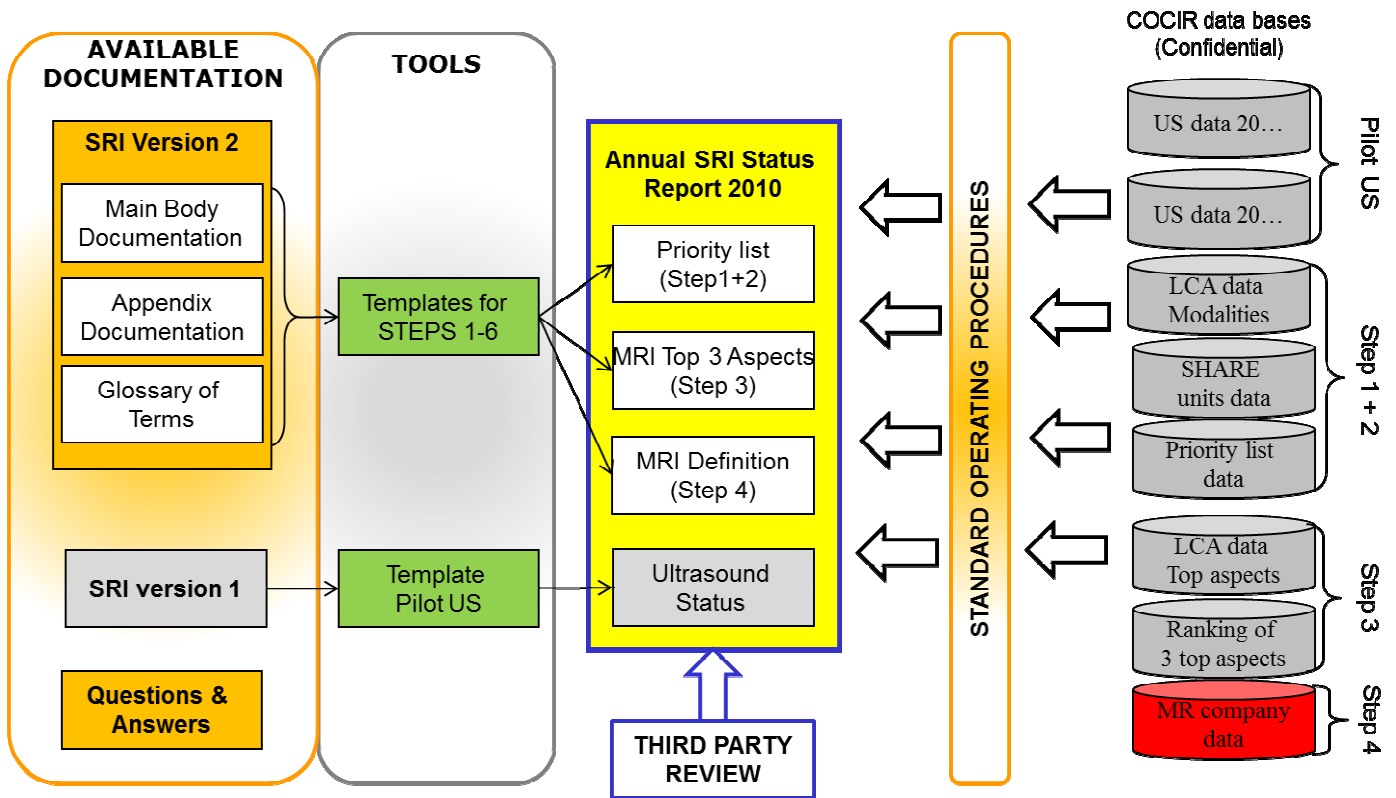 AVAILABLE
DOCUMENTATION
SRI Version 2
Main Body
Documentation
Appendix
Documentation
Glossary of
Terms
SRI version 1
Questions &
Answers
TOOLS
Templates for
STEPS 1-6
Template
Pilot US
Annual SRI Status
Report 2010
Priority list
(Step1+2)
MRI Top 3 Aspects
(Step 3)
MRI Definition
(Step 4)
Ultrasound
Status
THIRD PARTY
REVIEW
STANDARD OPERATING PROCEDURES
COCIR data bases
(Confidential)
US data 20…
US data 20…
Pilot US
LCA data
Modalities
SHARE
units data
Priority list
data
Step 1 + 2
LCA data
Top aspects
Ranking of
3 top aspects
Step 3
MR company
data
Step 4